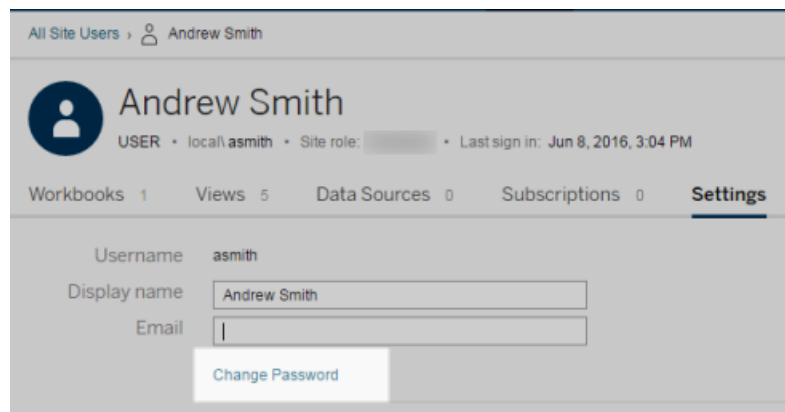 All Site Users › Andrew Smith
Andrew Smith
USER • local\ asmith • Site role: • Last sign in: Jun 8, 2016, 3:04 PM
Workbooks 1 Views 5 Data Sources 0 Subscriptions 0 Settings
Username asmith
Display name Andrew Smith
Email
Change Password